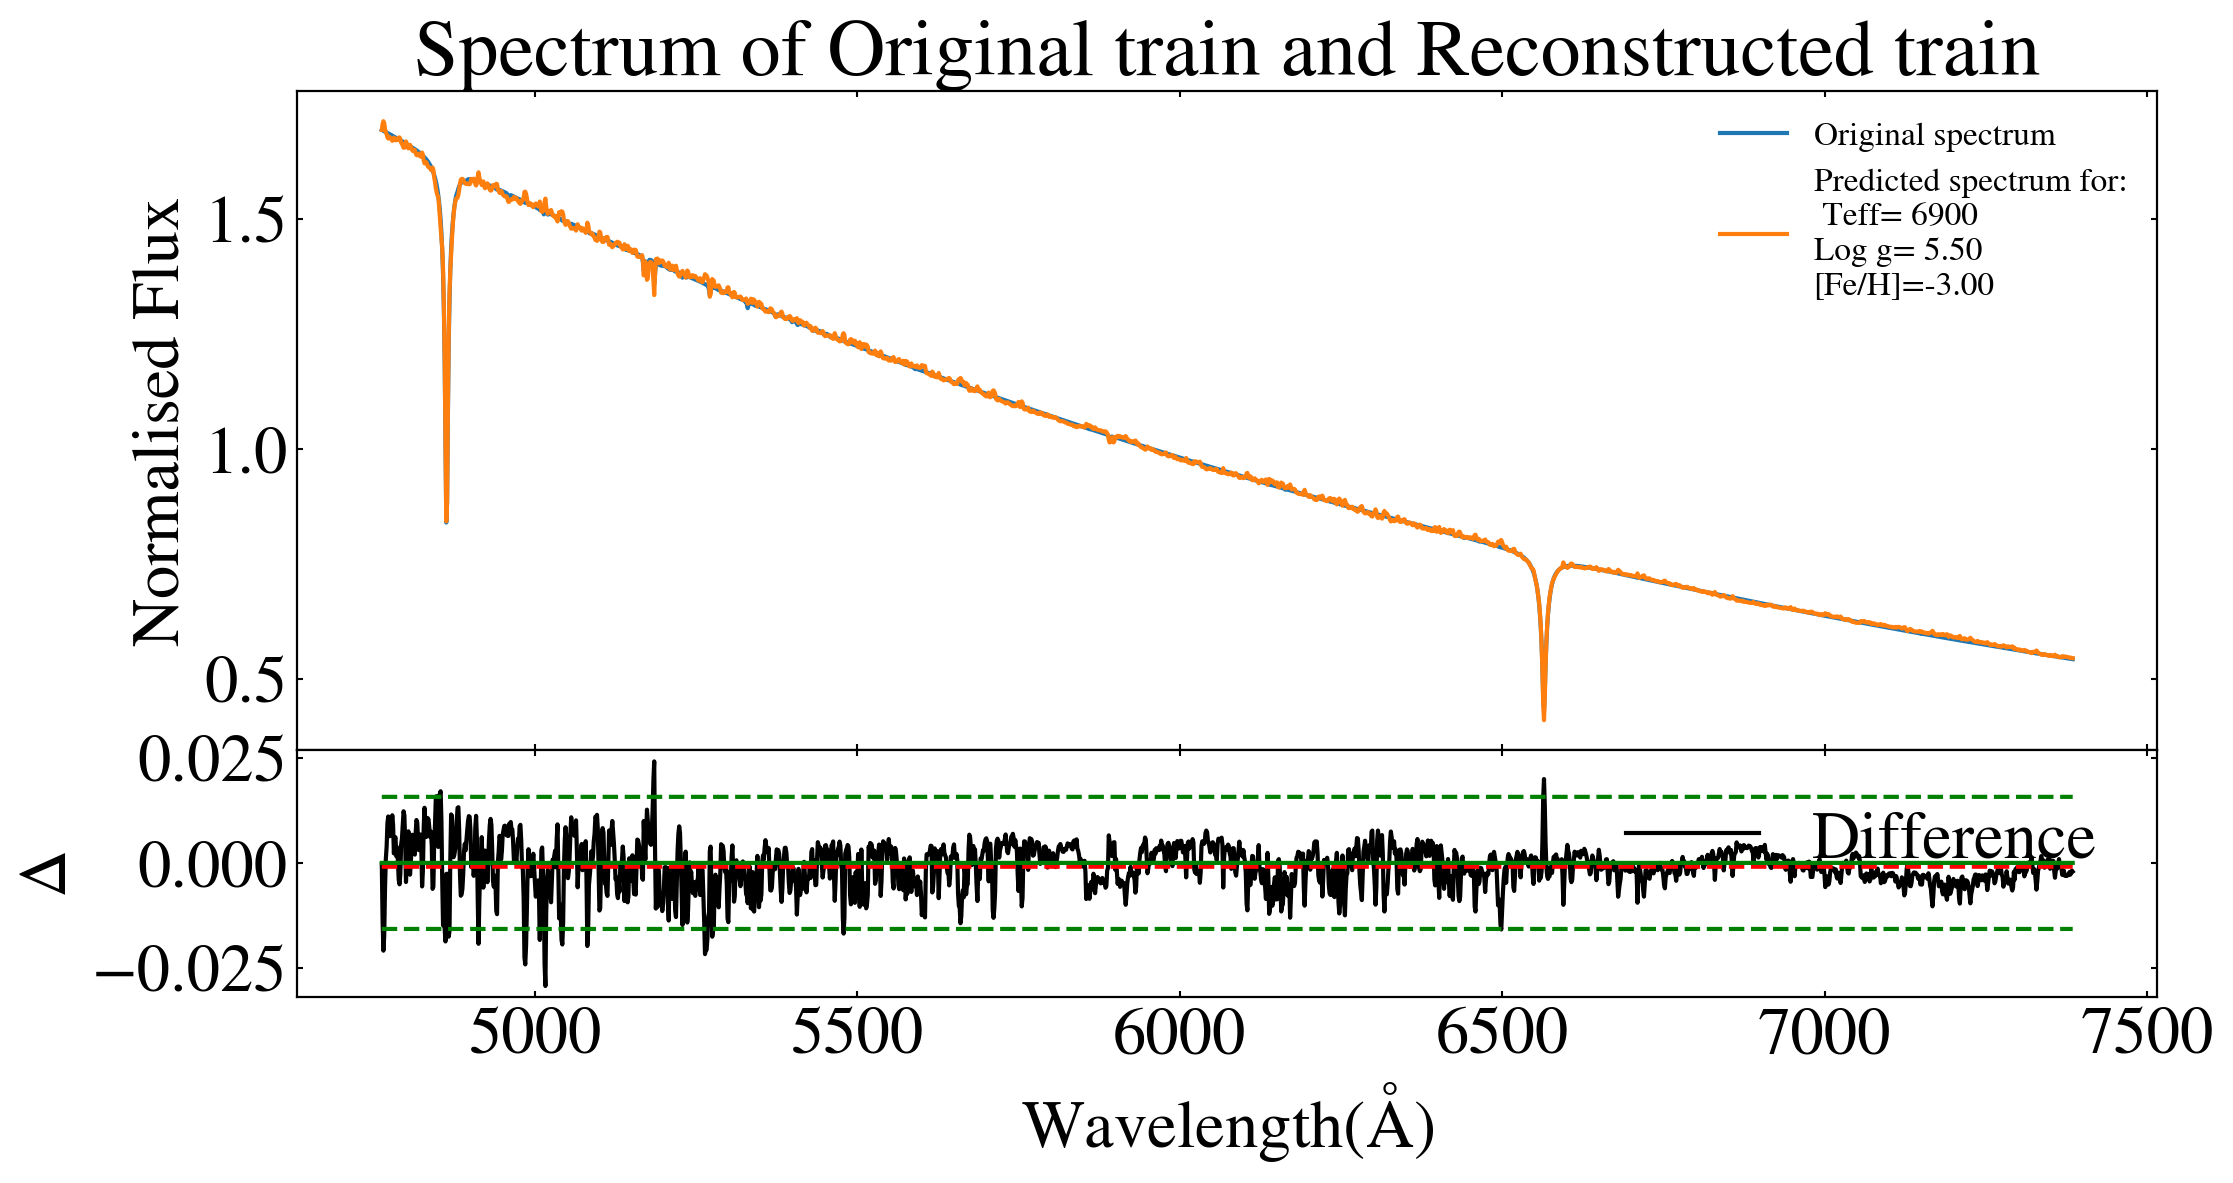 Spectrum of Original train and Reconstructed train
Original spectrum
Predicted spectrum for:
Teff= 6900
Log g= 5.50
[Fe/H]=-3.00
Normalised Flux
1.5
1.0
0.5
0.025
0.000
−0.025
Δ
Difference
5000 5500 6000 6500 7000 7500
Wavelength(Å)